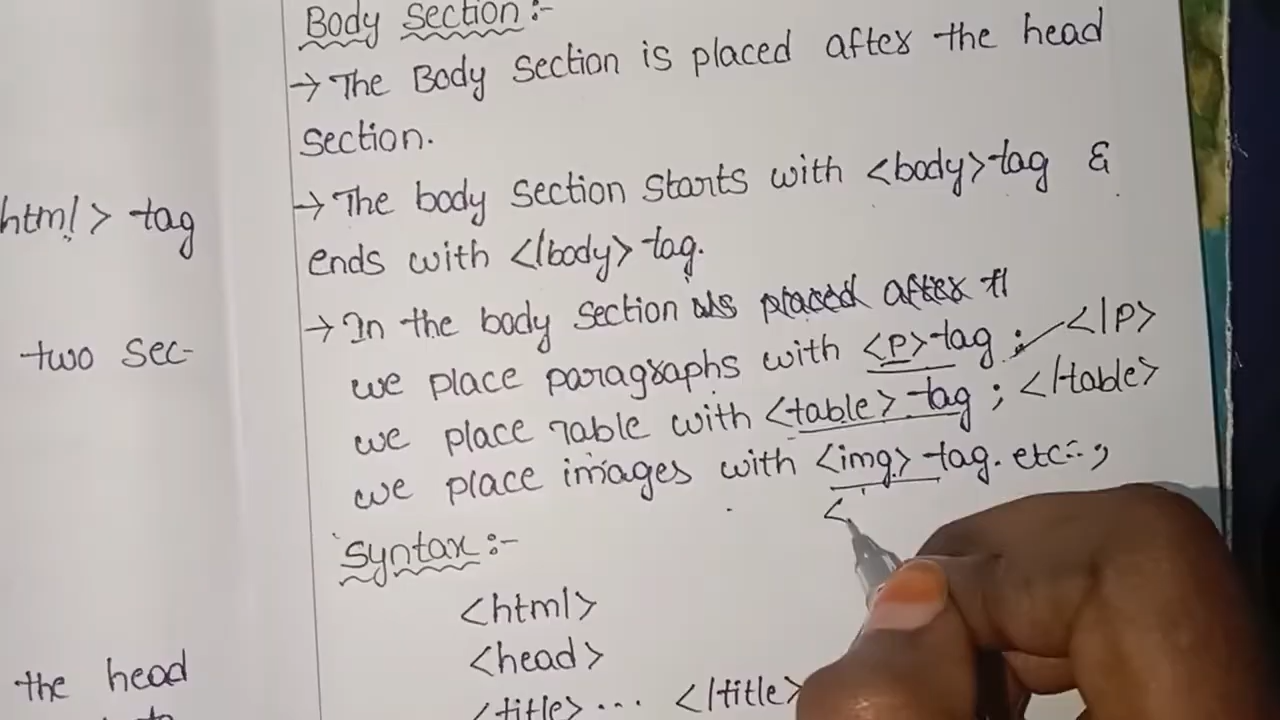 html> tag
two sec-
the head
Body Section :-
→ The Body Section is placed after the head
Section.
→ The body Section Starts with <body> tag &
ends with </body> tag.
→ In the body Section placed after
we place paragraphs with <p> tag ; </p>
we place Table with <table> tag ; </table>
we place images with <img> tag. etc
<
Syntax :-
<html>
<head>
<title> ... </title>